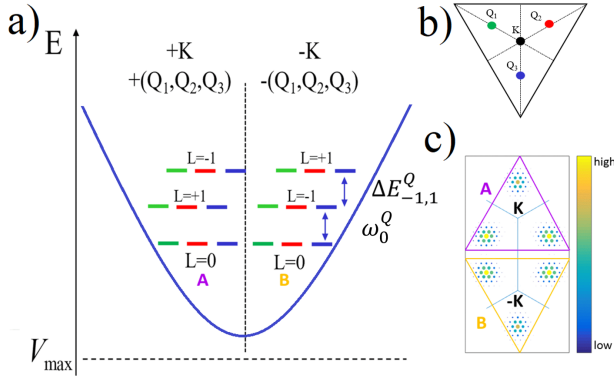 a)
E
+K
-K
+(Q₁,Q₂,Q₃)
-(Q₁,Q₂,Q₃)
L=-1
L=+1
L=+1
L=-1
ΔE^Q_{-1,1}
ω^Q_0
L=0
L=0
A
B
V_max
b)
Q₁
K
Q₂
Q₃
c)
A
K
-K
B
high
low